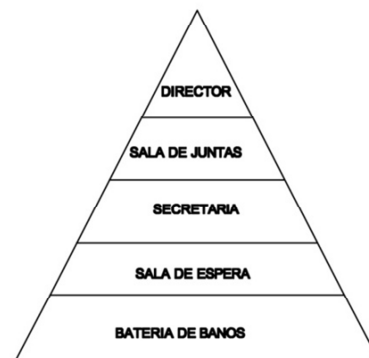 DIRECTOR
SALA DE JUNTAS
SECRETARIA
SALA DE ESPERA
BATERIA DE BANOS